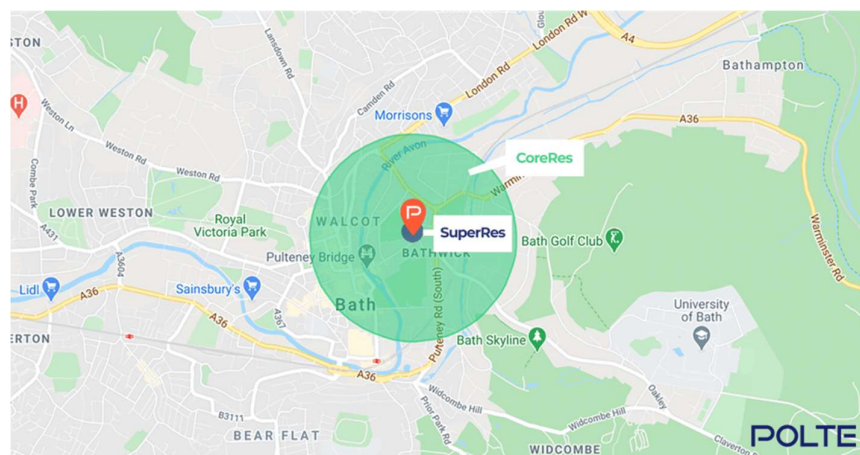 STON
Lansdown Rd
Glou
London Rd W
A4
Bathampton
London Rd
Camden Rd
H
Weston Ln
Morrisons
A36
River Avon
Weston Rd
CoreRes
Combe Park
Weston Rd
Warminster Rd
LOWER WESTON
Royal
Victoria Park
WALCOT
P
SuperRes
A431
Bath Golf Club
BATHWICK
Pulteney Bridge
A3604
Lidl
A36
Sainsbury's
Bath
University
of Bath
A36
A367
Pulteney Rd (South)
ERTON
Bath Skyline
A36
Oakley
Widcombe Hill
Widcombe Hill
B3111
Prior Park Rd
BEAR FLAT
POLTE
WIDCOMBE
Claverton D